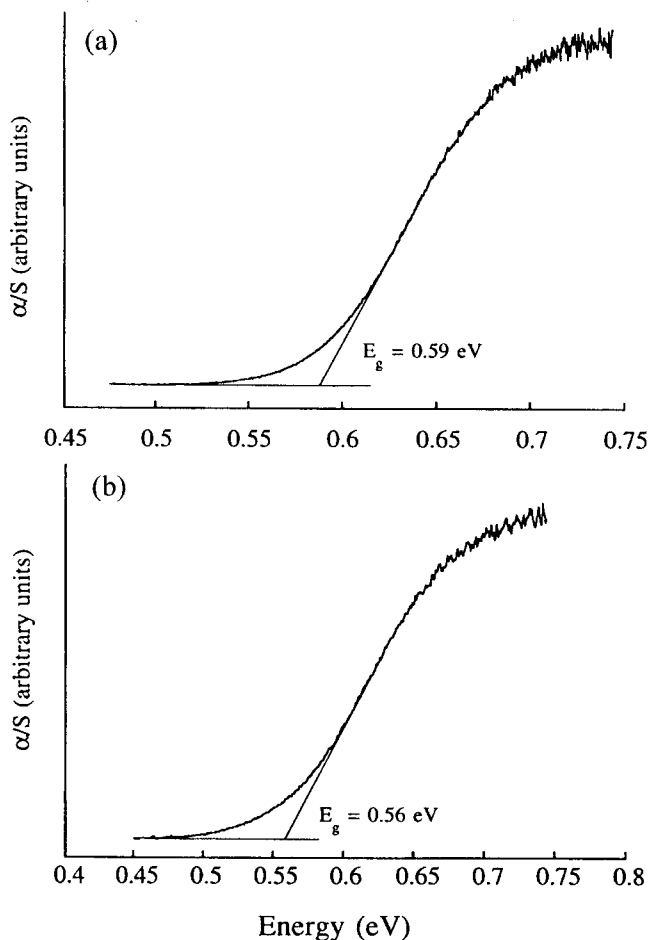 (a)
α/S (arbitrary units)
E_g = 0.59 eV
0.45 0.5 0.55 0.6 0.65 0.7 0.75
(b)
α/S (arbitrary units)
E_g = 0.56 eV
0.4 0.45 0.5 0.55 0.6 0.65 0.7 0.75 0.8
Energy (eV)